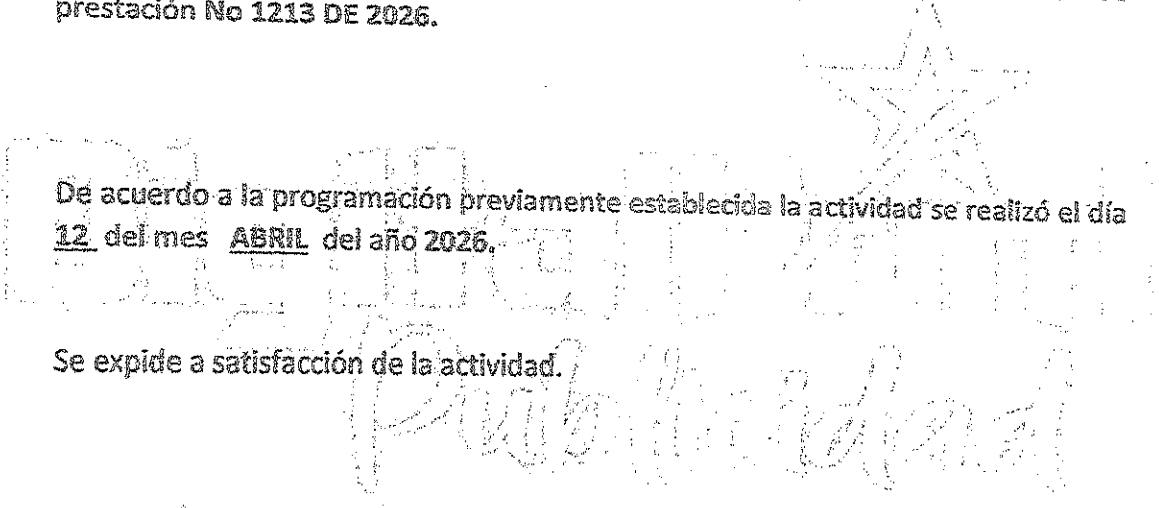 prestación No 1213 DE 2026.
De acuerdo a la programación previamente establecida la actividad se realizó el día
12 del mes ABRIL del año 2026.
Se expide a satisfacción de la actividad.
Publicidad